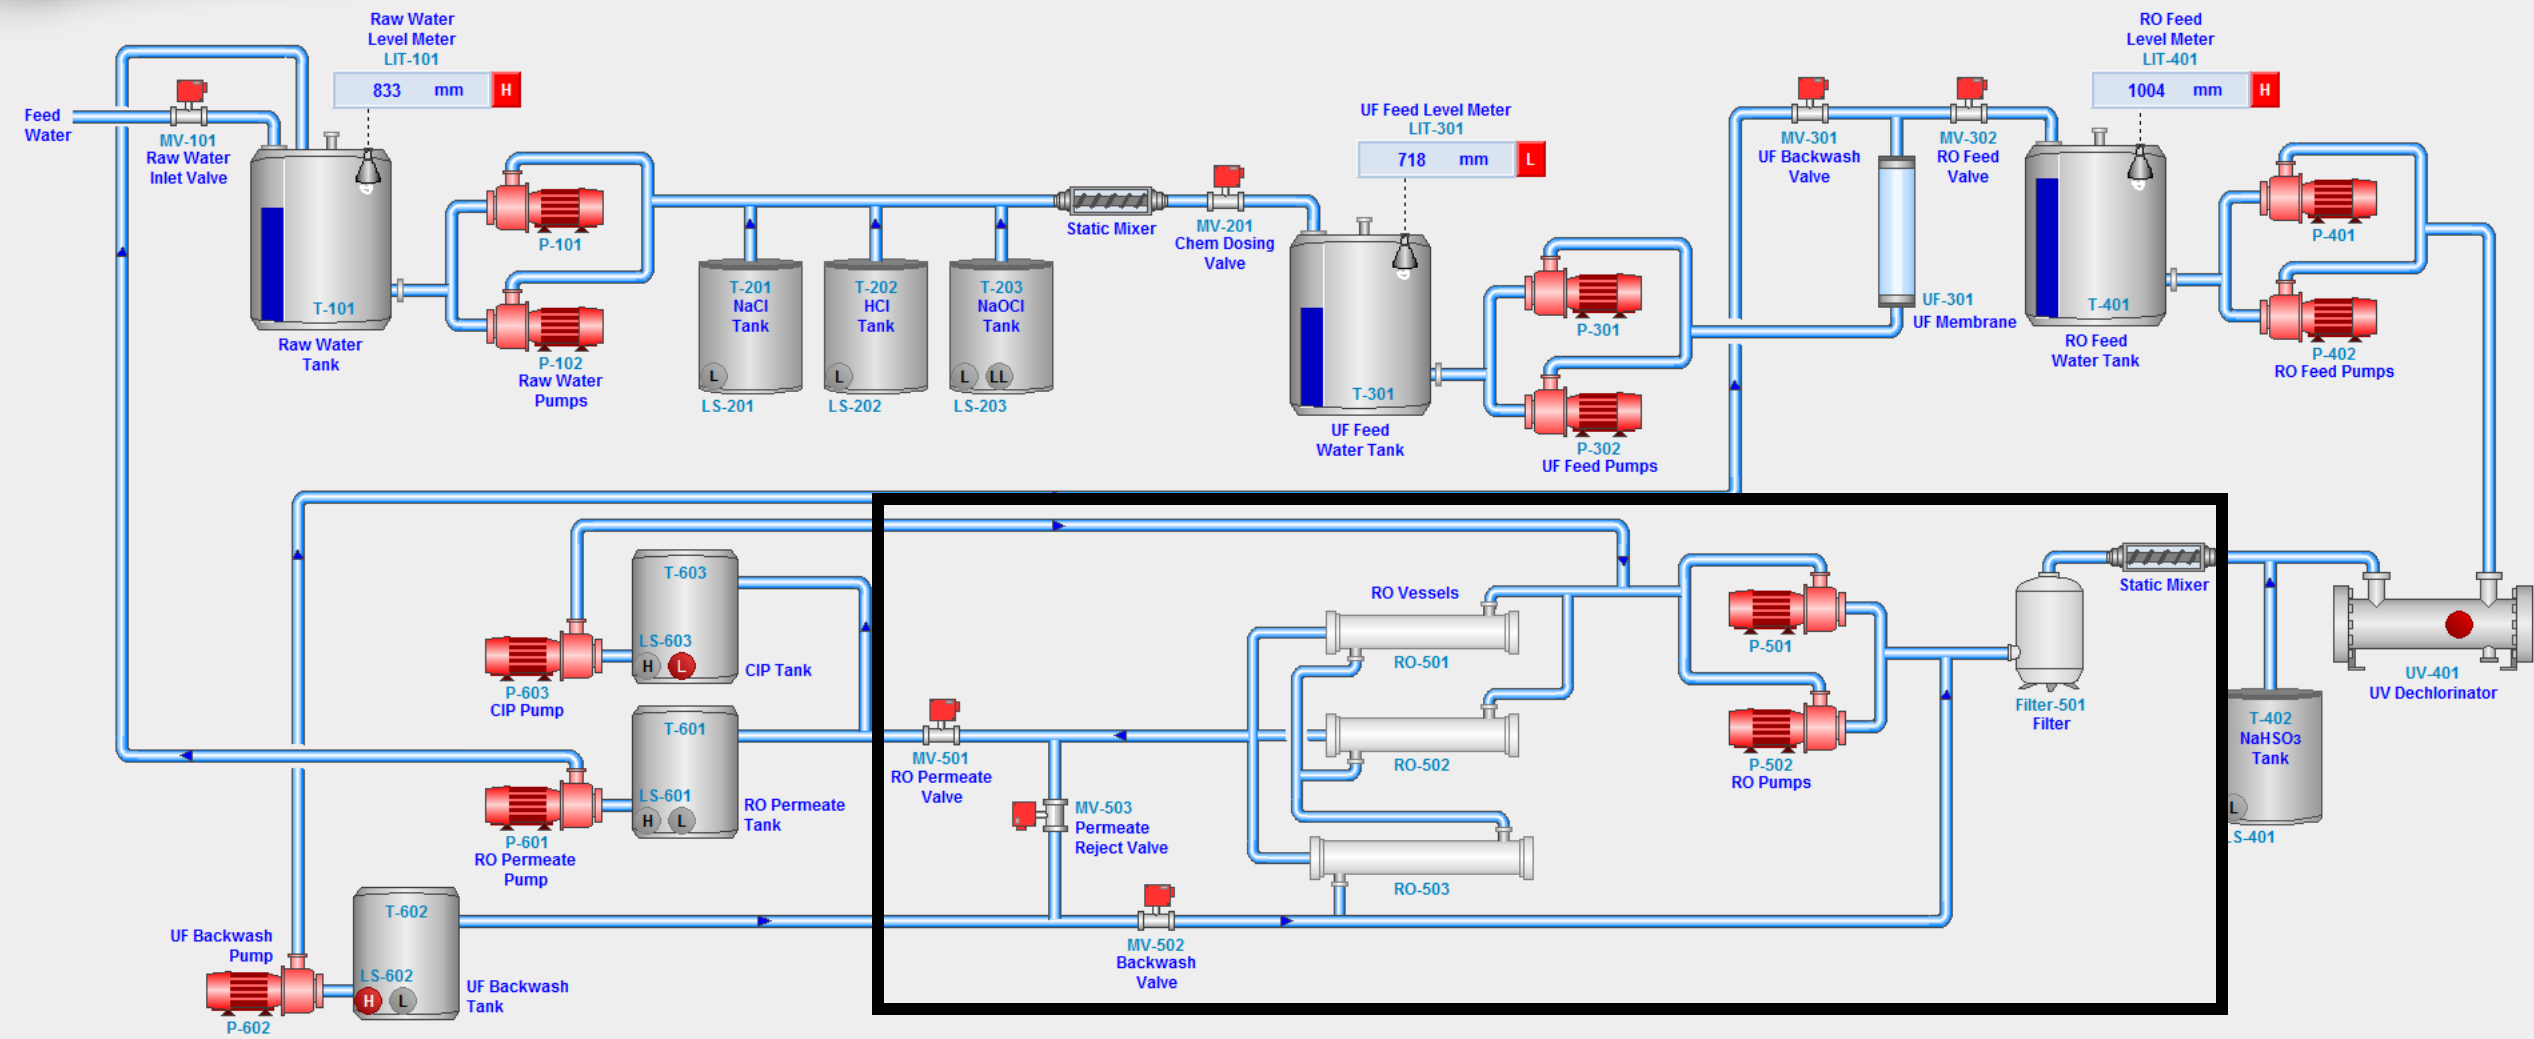 Raw Water
Level Meter
LIT-101
833 mm H
Feed
Water
MV-101
Raw Water
Inlet Valve
T-101
Raw Water
Tank
P-101
P-102
Raw Water
Pumps
T-201
NaCl
Tank
L
LS-201
T-202
HCl
Tank
L
LS-202
T-203
NaOCl
Tank
L LL
LS-203
Static Mixer
MV-201
Chem Dosing
Valve
UF Feed Level Meter
LIT-301
718 mm L
T-301
UF Feed
Water Tank
P-301
P-302
UF Feed Pumps
MV-301
UF Backwash
Valve
MV-302
RO Feed
Valve
UF-301
UF Membrane
RO Feed
Level Meter
LIT-401
1004 mm H
T-401
RO Feed
Water Tank
P-401
P-402
RO Feed Pumps
T-603
LS-603
H L
CIP Tank
P-603
CIP Pump
T-601
LS-601
H L
RO Permeate
Tank
P-601
RO Permeate
Pump
T-602
LS-602
H L
UF Backwash
Tank
UF Backwash
Pump
P-602
MV-501
RO Permeate
Valve
MV-503
Permeate
Reject Valve
MV-502
Backwash
Valve
RO Vessels
RO-501
RO-502
RO-503
P-501
P-502
RO Pumps
Filter-501
Filter
Static Mixer
T-402
NaHSO3
Tank
L
S-401
UV-401
UV Dechlorinator